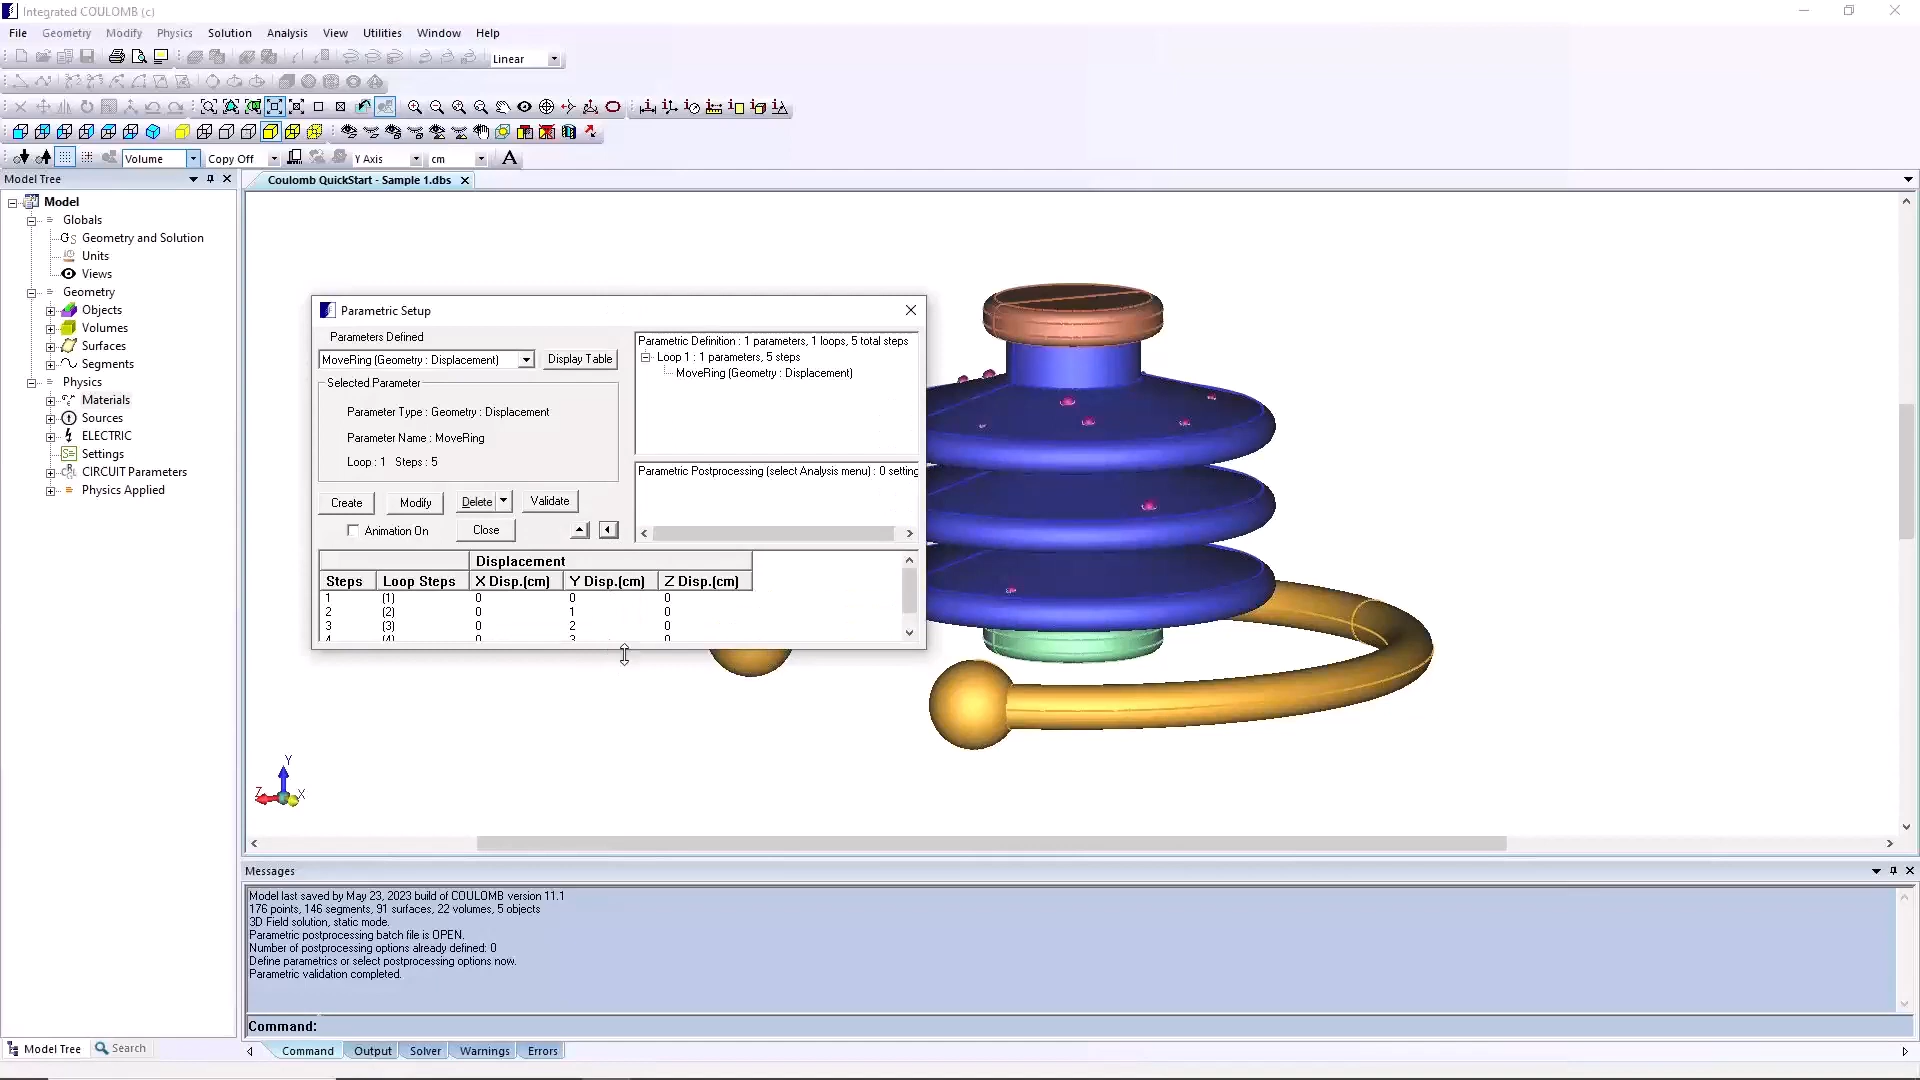 Integrated COULOMB (c)
File Geometry Modify Physics Solution Analysis View Utilities Window Help
Linear
Volume Copy Off Y Axis cm A
Model Tree
Coulomb QuickStart - Sample 1.dbs
Model
Globals
Geometry and Solution
Units
Views
Geometry
Objects
Volumes
Surfaces
Segments
Physics
Materials
Sources
ELECTRIC
Settings
CIRCUIT Parameters
Physics Applied
Parametric Setup
Parameters Defined
MoveRing (Geometry : Displacement) Display Table
Selected Parameter
Parameter Type : Geometry : Displacement
Parameter Name : MoveRing
Loop : 1 Steps : 5
Create Modify Delete Validate
Animation On Close
Parametric Definition : 1 parameters, 1 loops, 5 total steps
Loop 1 : 1 parameters, 5 steps
MoveRing (Geometry : Displacement)
Parametric Postprocessing (select Analysis menu) : 0 setting
Displacement
Steps Loop Steps X Disp.(cm) Y Disp.(cm) Z Disp.(cm)
1 (1) 0 0 0
2 (2) 0 1 0
3 (3) 0 2 0
4 (4) 0 3 0
Y
Z X
Messages
Model last saved by May 23, 2023 build of COULOMB version 11.1
176 points, 146 segments, 91 surfaces, 22 volumes, 5 objects
3D Field solution, static mode.
Parametric postprocessing batch file is OPEN.
Number of postprocessing options already defined: 0
Define parametrics or select postprocessing options now.
Parametric validation completed.
Command:
Model Tree Search
Command Output Solver Warnings Errors